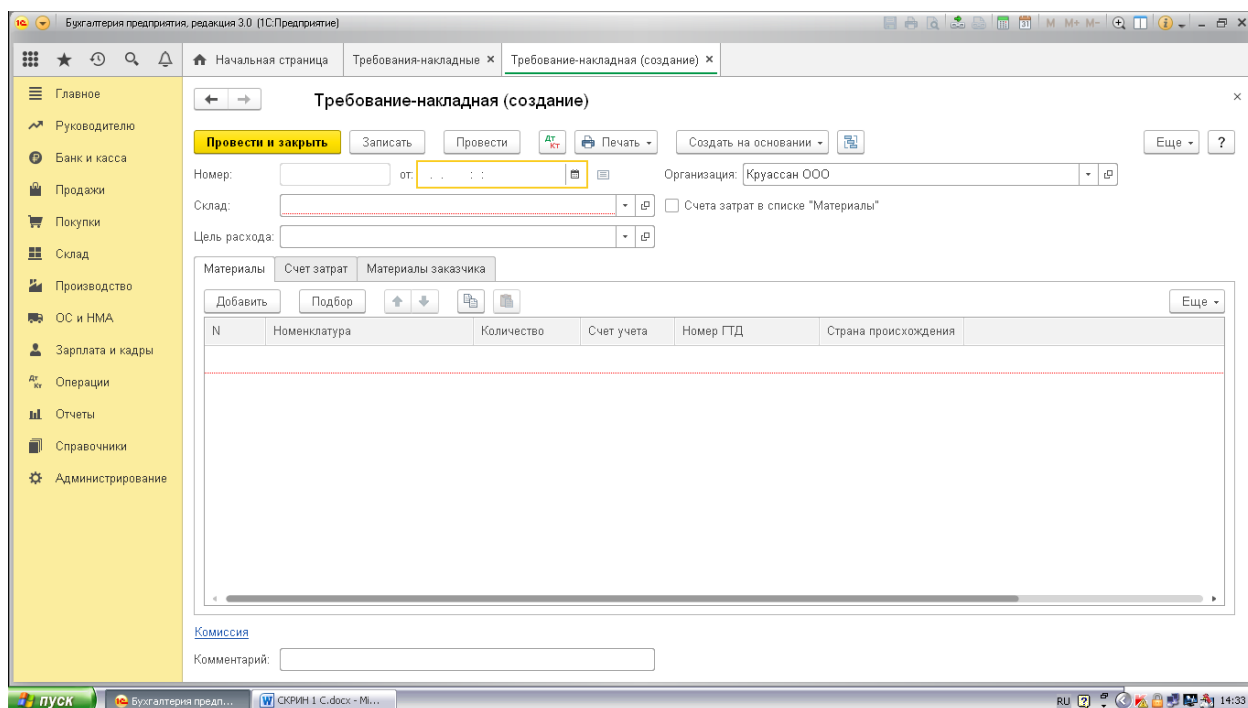 Бухгалтерия предприятия, редакция 3.0 (1С:Предприятие)
M M+ M-
Начальная страница
Требования-накладные ×
Требование-накладная (создание) ×
Главное
Руководителю
Банк и касса
Продажи
Покупки
Склад
Производство
ОС и НМА
Зарплата и кадры
Операции
Отчеты
Справочники
Администрирование
Требование-накладная (создание)
Провести и закрыть
Записать
Провести
Дт Кт
Печать
Создать на основании
Еще
?
Номер:
от: . . : :
Организация: Круассан ООО
Склад:
Счета затрат в списке "Материалы"
Цель расхода:
Материалы
Счет затрат
Материалы заказчика
Добавить
Подбор
Еще
N
Номенклатура
Количество
Счет учета
Номер ГТД
Страна происхождения
Комиссия
Комментарий:
пуск
Бухгалтерия предп...
СКРИН 1 С.docx - Mi...
RU
14:33